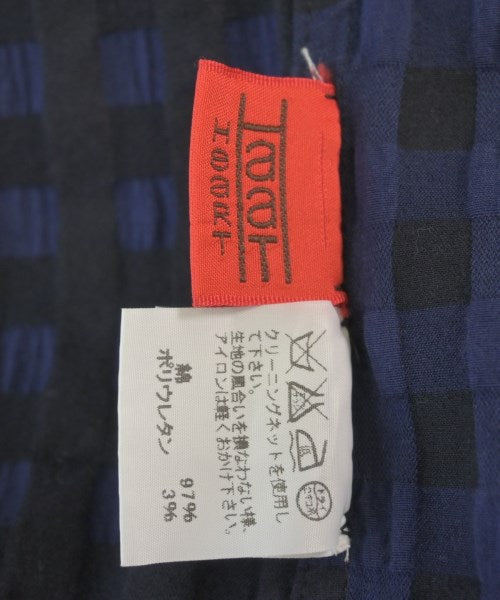 クリーニングネットを使用し
て下さい。
生地の風合いを損なわない様、
アイロンは軽くおかけ下さい。
綿 97%
ポリウレタン 3%